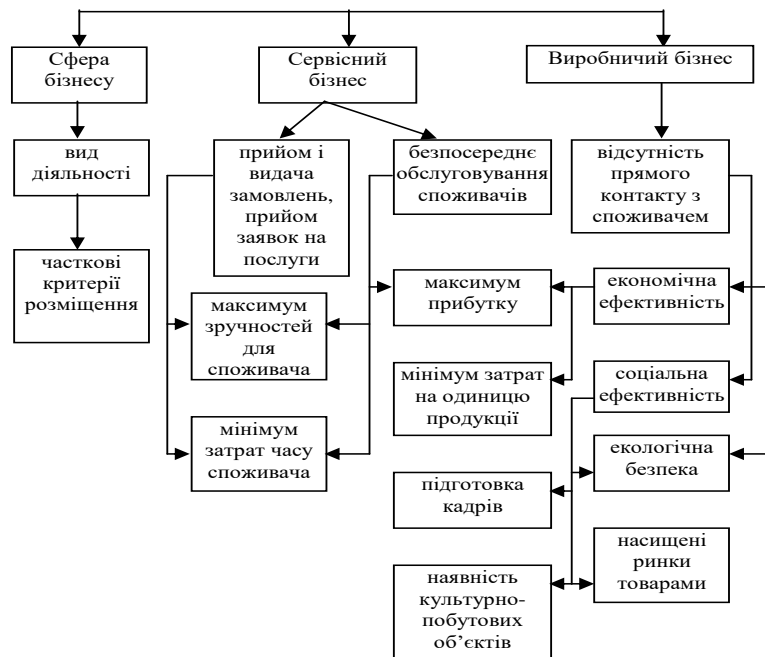 Сфера
бізнесу
Сервісний
бізнес
Виробничий бізнес
вид
діяльності
прийом і
видача
замовлень,
прийом
заявок на
послуги
безпосереднє
обслуговування
споживачів
відсутність
прямого
контакту з
споживачем
часткові
критерії
розміщення
максимум
зручностей
для
споживача
максимум
прибутку
економічна
ефективність
мінімум затрат
на одиницю
продукції
соціальна
ефективність
мінімум
затрат часу
споживача
екологічна
безпека
підготовка
кадрів
насищені
ринки
товарами
наявність
культурно-
побутових
об’єктів